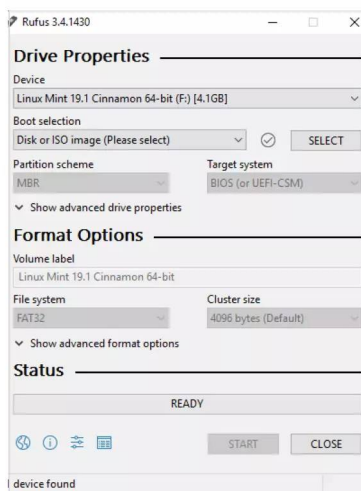 Rufus 3.4.1430
Drive Properties
Device
Linux Mint 19.1 Cinnamon 64-bit (F:) [4.1GB]
Boot selection
Disk or ISO image (Please select)
SELECT
Partition scheme
Target system
MBR
BIOS (or UEFI-CSM)
Show advanced drive properties
Format Options
Volume label
Linux Mint 19.1 Cinnamon 64-bit
File system
Cluster size
FAT32
4096 bytes (Default)
Show advanced format options
Status
READY
START
CLOSE
device found